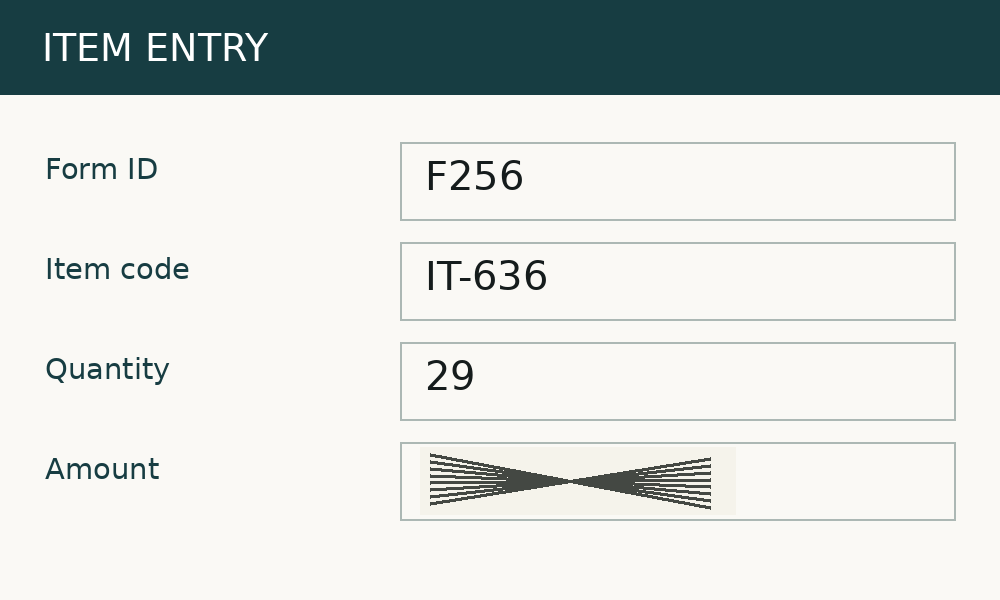 ITEM ENTRY
Form ID F256
Item code IT-636
Quantity 29
Amount